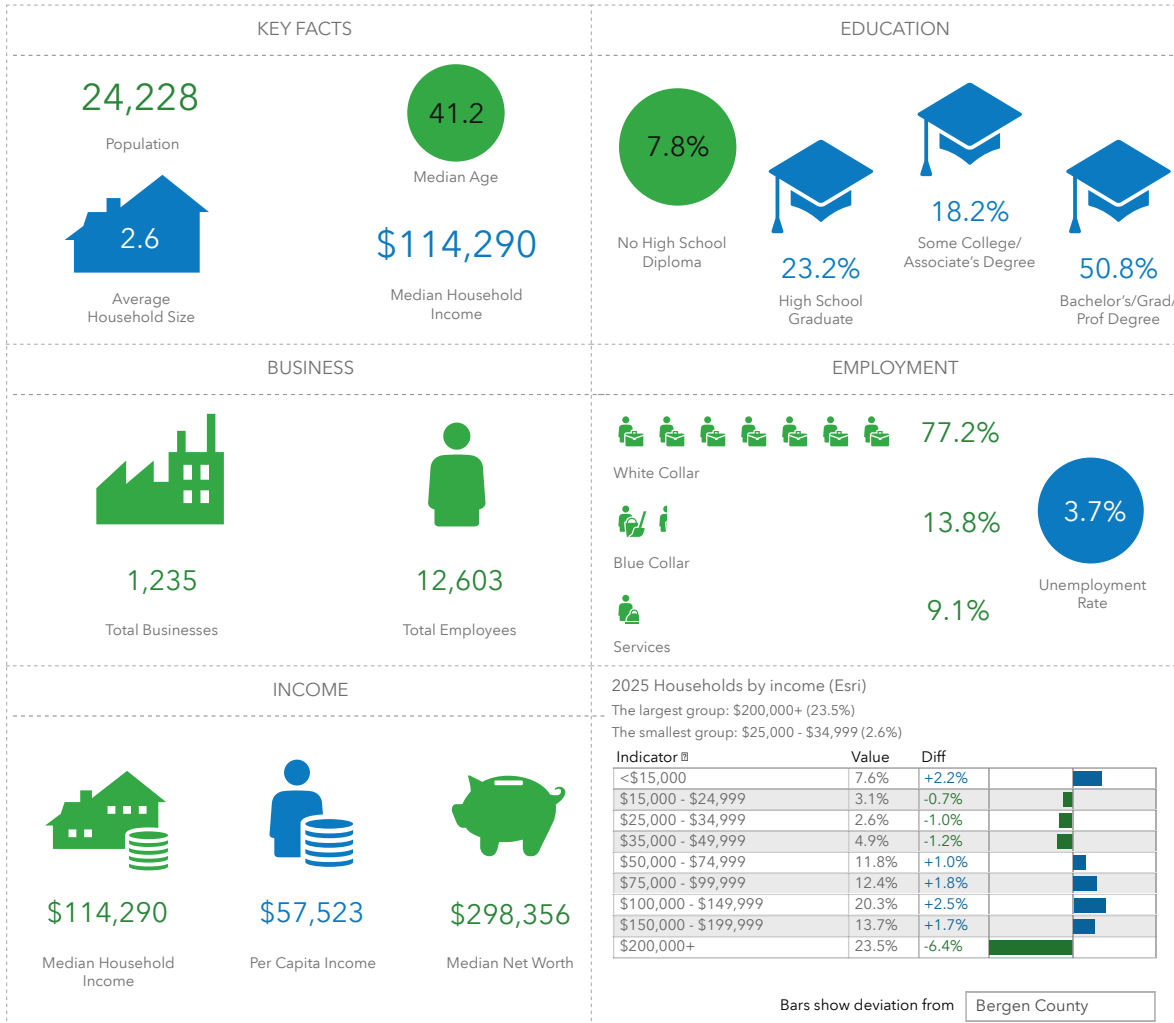 KEY FACTS
24,228
Population
41.2
Median Age
2.6
Average
Household Size
$114,290
Median Household
Income
EDUCATION
7.8%
No High School
Diploma
23.2%
High School
Graduate
18.2%
Some College/
Associate's Degree
50.8%
Bachelor's/Grad/
Prof Degree
BUSINESS
1,235
Total Businesses
12,603
Total Employees
EMPLOYMENT
77.2%
White Collar
13.8%
Blue Collar
9.1%
Services
3.7%
Unemployment
Rate
INCOME
$114,290
Median Household
Income
$57,523
Per Capita Income
$298,356
Median Net Worth
2025 Households by income (Esri)
The largest group: $200,000+ (23.5%)
The smallest group: $25,000 - $34,999 (2.6%)
Indicator Value Diff
<$15,000 7.6% +2.2%
$15,000 - $24,999 3.1% -0.7%
$25,000 - $34,999 2.6% -1.0%
$35,000 - $49,999 4.9% -1.2%
$50,000 - $74,999 11.8% +1.0%
$75,000 - $99,999 12.4% +1.8%
$100,000 - $149,999 20.3% +2.5%
$150,000 - $199,999 13.7% +1.7%
$200,000+ 23.5% -6.4%
Bars show deviation from Bergen County